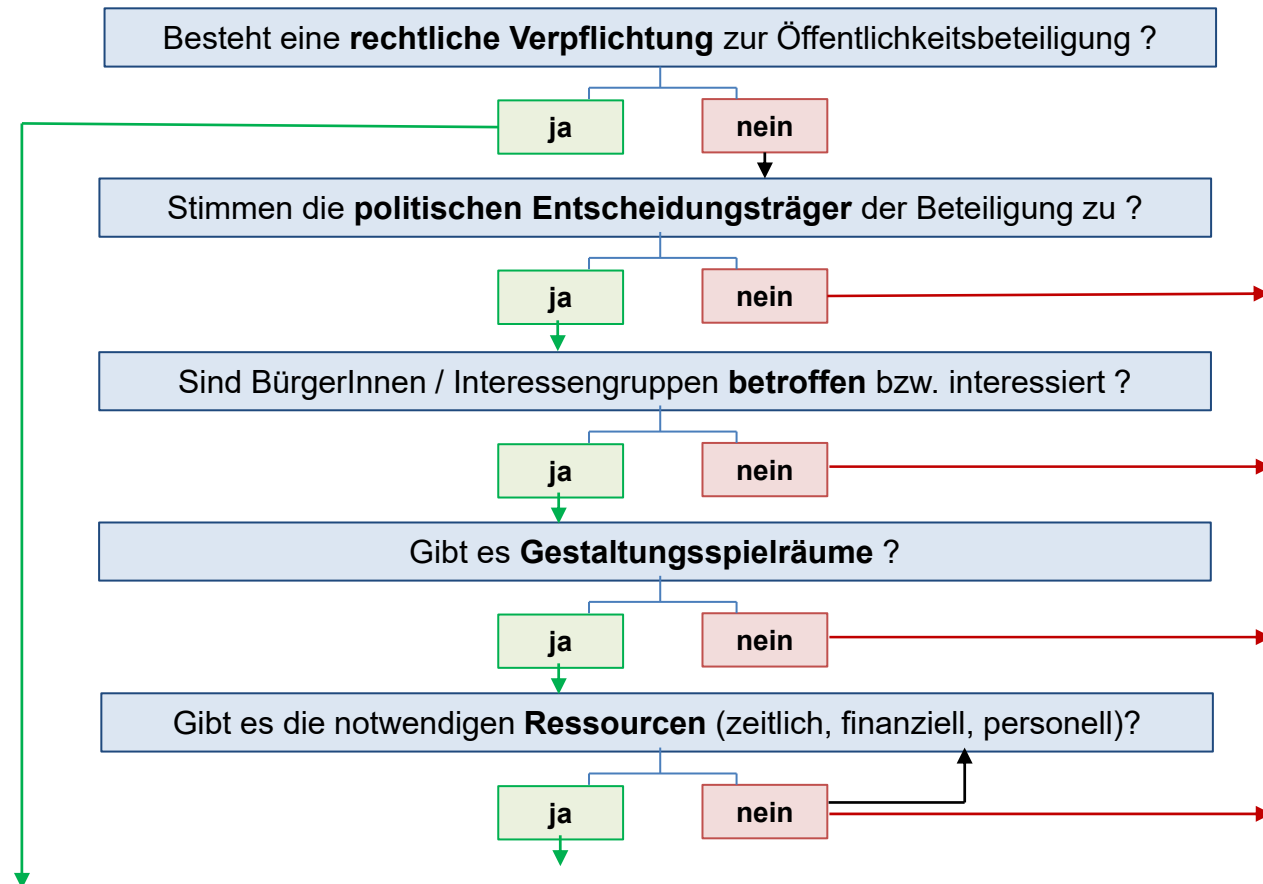 Besteht eine rechtliche Verpflichtung zur Öffentlichkeitsbeteiligung ?
ja
nein
Stimmen die politischen Entscheidungsträger der Beteiligung zu ?
ja
nein
Sind BürgerInnen / Interessengruppen betroffen bzw. interessiert ?
ja
nein
Gibt es Gestaltungsspielräume ?
ja
nein
Gibt es die notwendigen Ressourcen (zeitlich, finanziell, personell)?
ja
nein